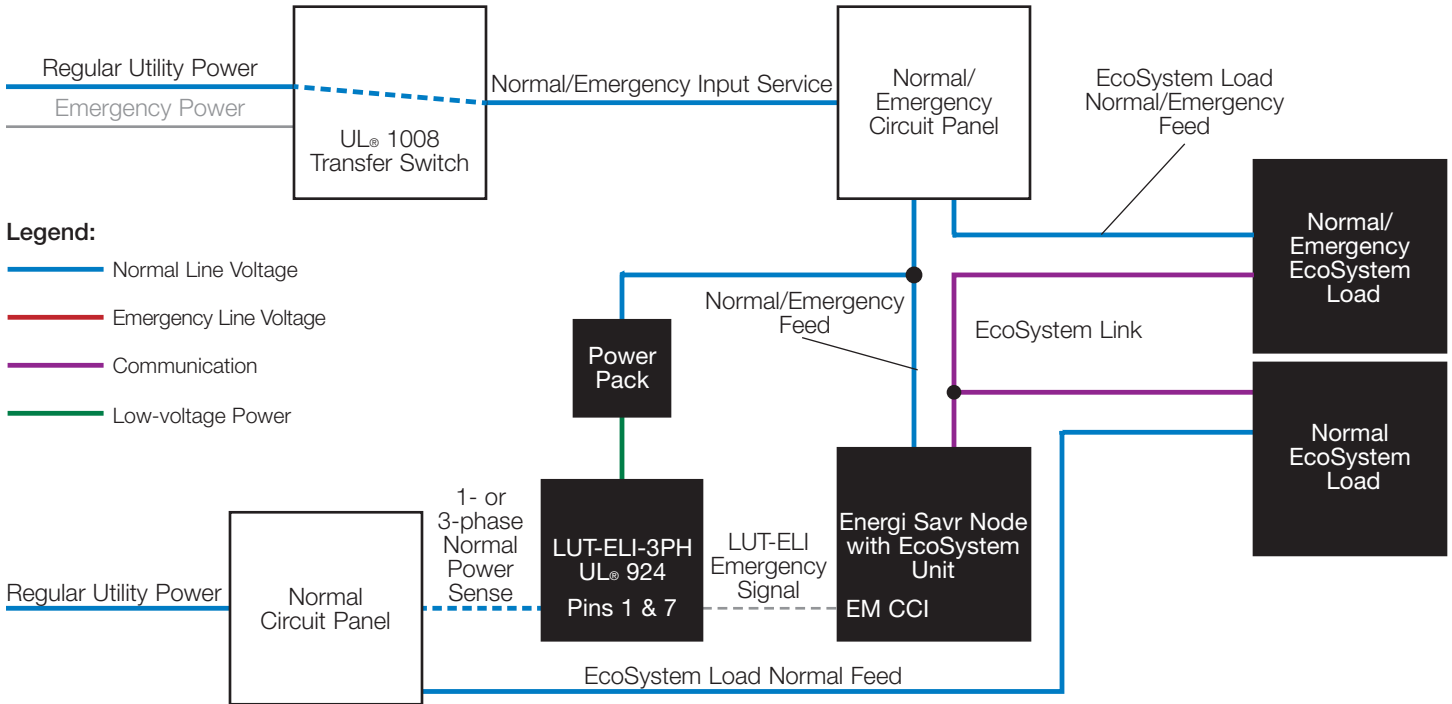 Regular Utility Power
Emergency Power
UL® 1008
Transfer Switch
Normal/Emergency Input Service
Normal/
Emergency
Circuit Panel
EcoSystem Load
Normal/Emergency
Feed
Legend:
Normal Line Voltage
Emergency Line Voltage
Communication
Low-voltage Power
Normal/
Emergency
EcoSystem
Load
Normal/Emergency
Feed
EcoSystem Link
Power
Pack
Normal
EcoSystem
Load
Regular Utility Power
Normal
Circuit Panel
1- or
3-phase
Normal
Power
Sense
LUT-ELI-3PH
UL® 924
Pins 1 & 7
LUT-ELI
Emergency
Signal
Energi Savr Node
with EcoSystem
Unit
EM CCI
EcoSystem Load Normal Feed